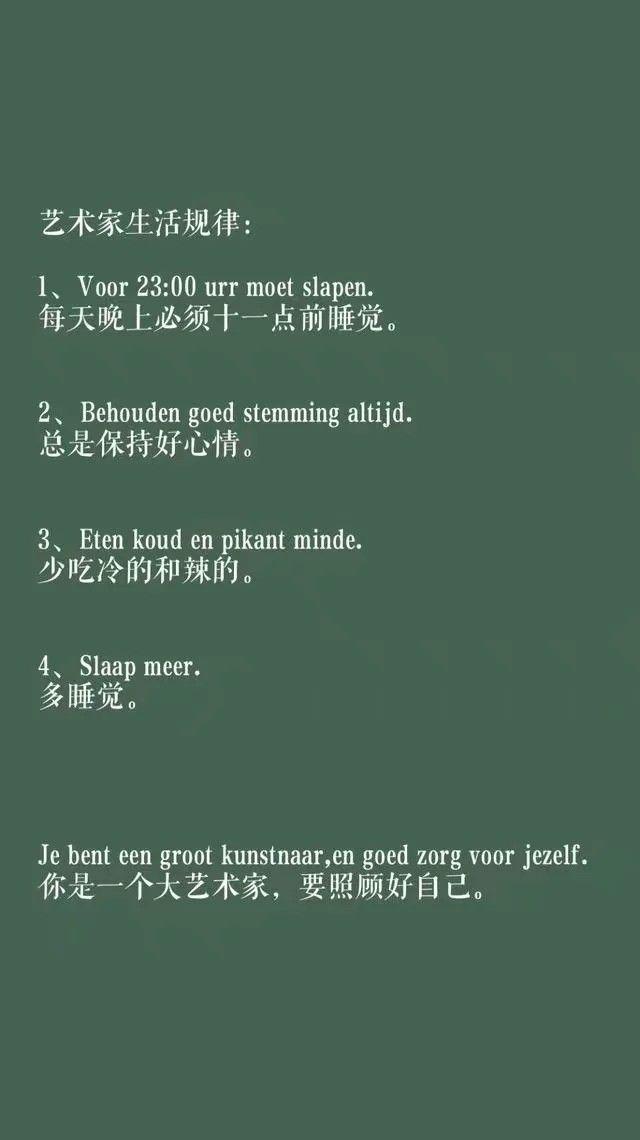 艺术家生活规律：
1、Voor 23:00 urr moet slapen.
每天晚上必须十一点前睡觉。
2、Behouden goed stemming altijd.
总是保持好心情。
3、Eten koud en pikant minde.
少吃冷的和辣的。
4、Slaap meer.
多睡觉。
Je bent een groot kunstnaar,en goed zorg voor jezelf.
你是一个大艺术家，要照顾好自己。